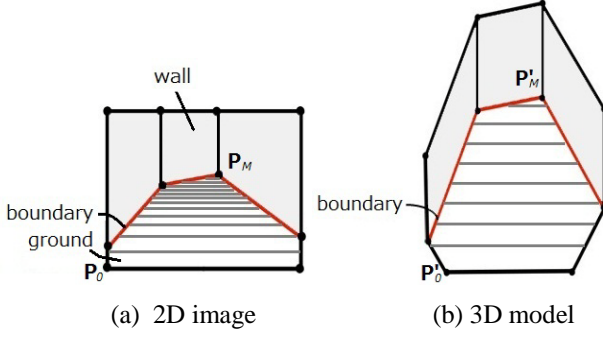 wall
P_M
boundary
ground
P_0
(a) 2D image
P'_M
boundary
P'_0
(b) 3D model